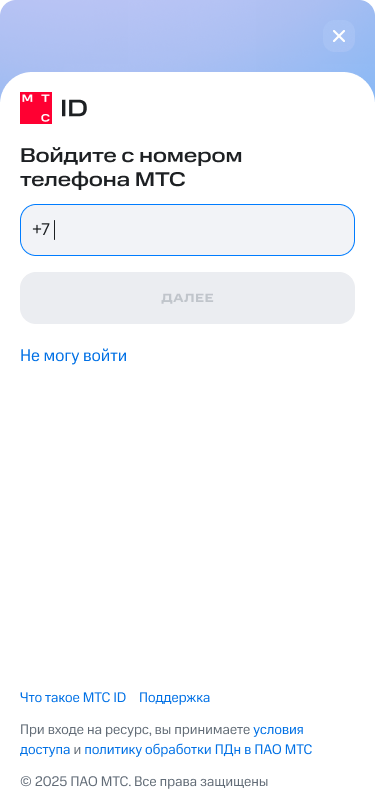 МТС ID
Войдите с номером
телефона МТС
+7
ДАЛЕЕ
Не могу войти
Что такое МТС ID Поддержка
При входе на ресурс, вы принимаете условия
доступа и политику обработки ПДн в ПАО МТС
© 2025 ПАО МТС. Все права защищены